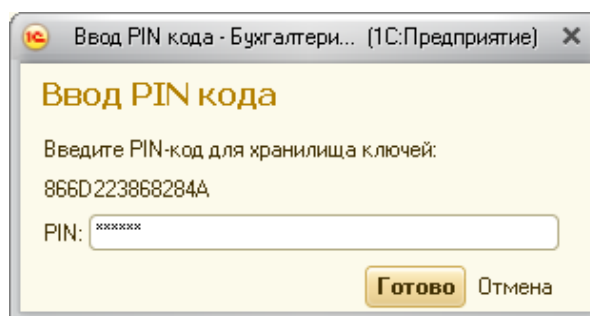 1С Ввод PIN кода - Бухгалтери... (1С:Предприятие)
Ввод PIN кода
Введите PIN-код для хранилища ключей:
866D223868284A
PIN: ******
Готово Отмена